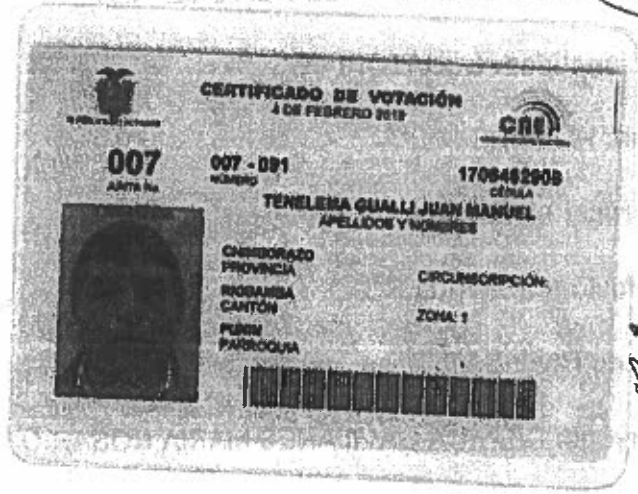 CERTIFICADO DE VOTACIÓN
4 DE FEBRERO 2018
cne
007
JUNTA No
007 - 091
NÚMERO
CÉDULA
TENELEMA GUALLI JUAN MANUEL
APELLIDOS Y NOMBRES
CHIMBORAZO
PROVINCIA
CIRCUNSCRIPCIÓN:
RIOBAMBA
CANTÓN
ZONA: 1
PUNIN
PARROQUIA